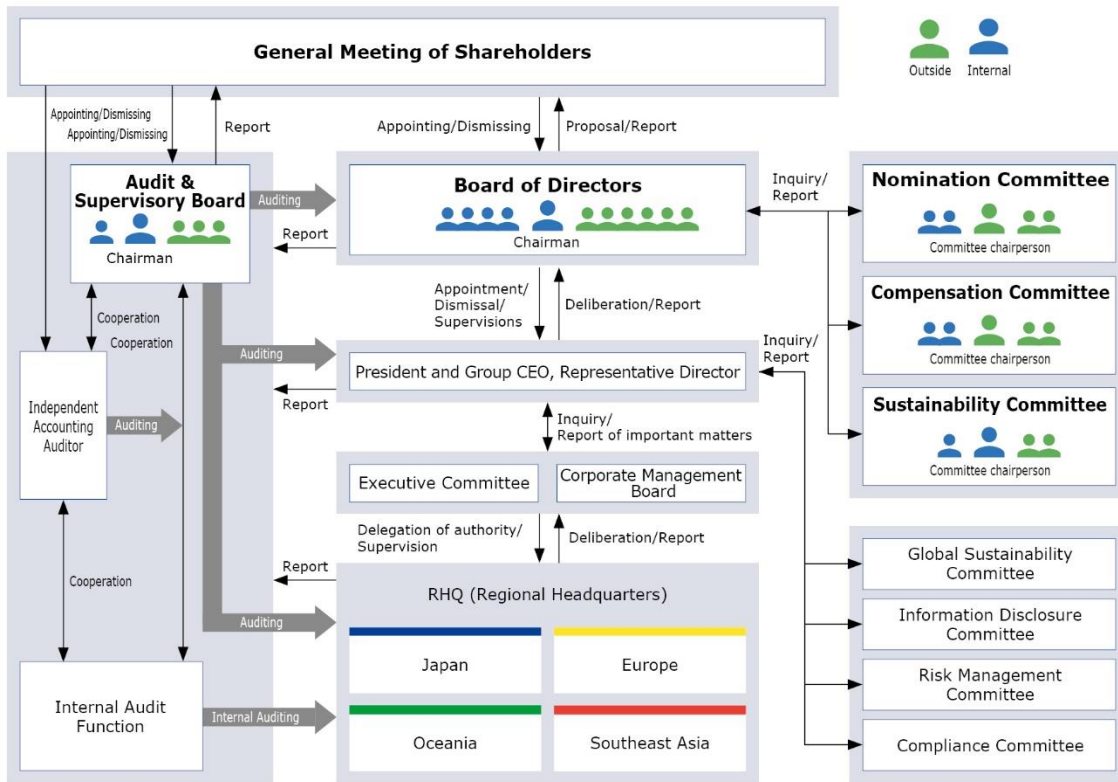 General Meeting of Shareholders
Outside
Internal
Appointing/Dismissing
Appointing/Dismissing
Report
Appointing/Dismissing
Proposal/Report
Audit &
Supervisory Board
Chairman
Auditing
Report
Board of Directors
Chairman
Inquiry/
Report
Nomination Committee
Committee chairperson
Compensation Committee
Committee chairperson
Sustainability Committee
Committee chairperson
Cooperation
Cooperation
Appointment/
Dismissal/
Supervisions
Deliberation/Report
Auditing
Report
President and Group CEO, Representative Director
Inquiry/
Report
Independent
Accounting
Auditor
Auditing
Inquiry/
Report of important matters
Executive Committee
Corporate Management
Board
Delegation of authority/
Supervision
Deliberation/Report
Cooperation
Report
Auditing
RHQ (Regional Headquarters)
Japan
Europe
Oceania
Southeast Asia
Internal Audit
Function
Internal Auditing
Global Sustainability
Committee
Information Disclosure
Committee
Risk Management
Committee
Compliance Committee